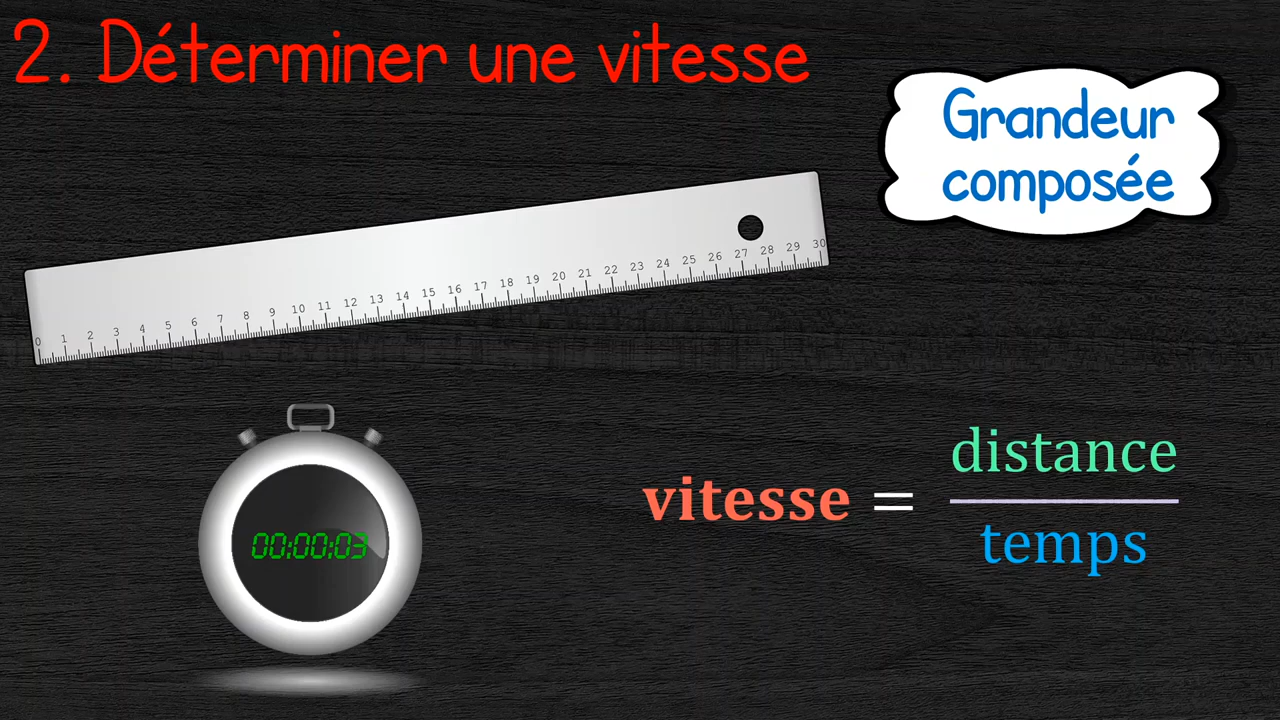 2. Déterminer une vitesse
Grandeur
composée
0 1 2 3 4 5 6 7 8 9 10 11 12 13 14 15 16 17 18 19 20 21 22 23 24 25 26 27 28 29 30
distance
vitesse =
temps
00:00:03